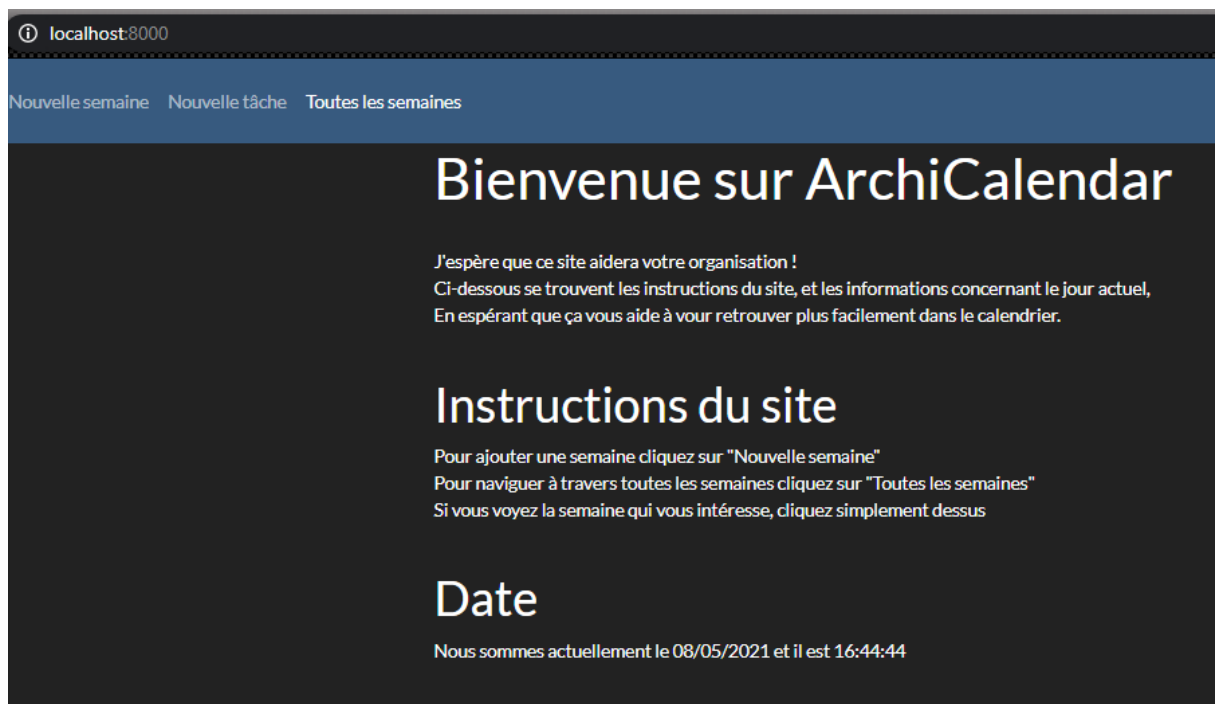 localhost:8000
Nouvelle semaine Nouvelle tâche Toutes les semaines
Bienvenue sur ArchiCalendar
J'espère que ce site aidera votre organisation !
Ci-dessous se trouvent les instructions du site, et les informations concernant le jour actuel,
En espérant que ça vous aide à vour retrouver plus facilement dans le calendrier.
Instructions du site
Pour ajouter une semaine cliquez sur "Nouvelle semaine"
Pour naviguer à travers toutes les semaines cliquez sur "Toutes les semaines"
Si vous voyez la semaine qui vous intéresse, cliquez simplement dessus
Date
Nous sommes actuellement le 08/05/2021 et il est 16:44:44